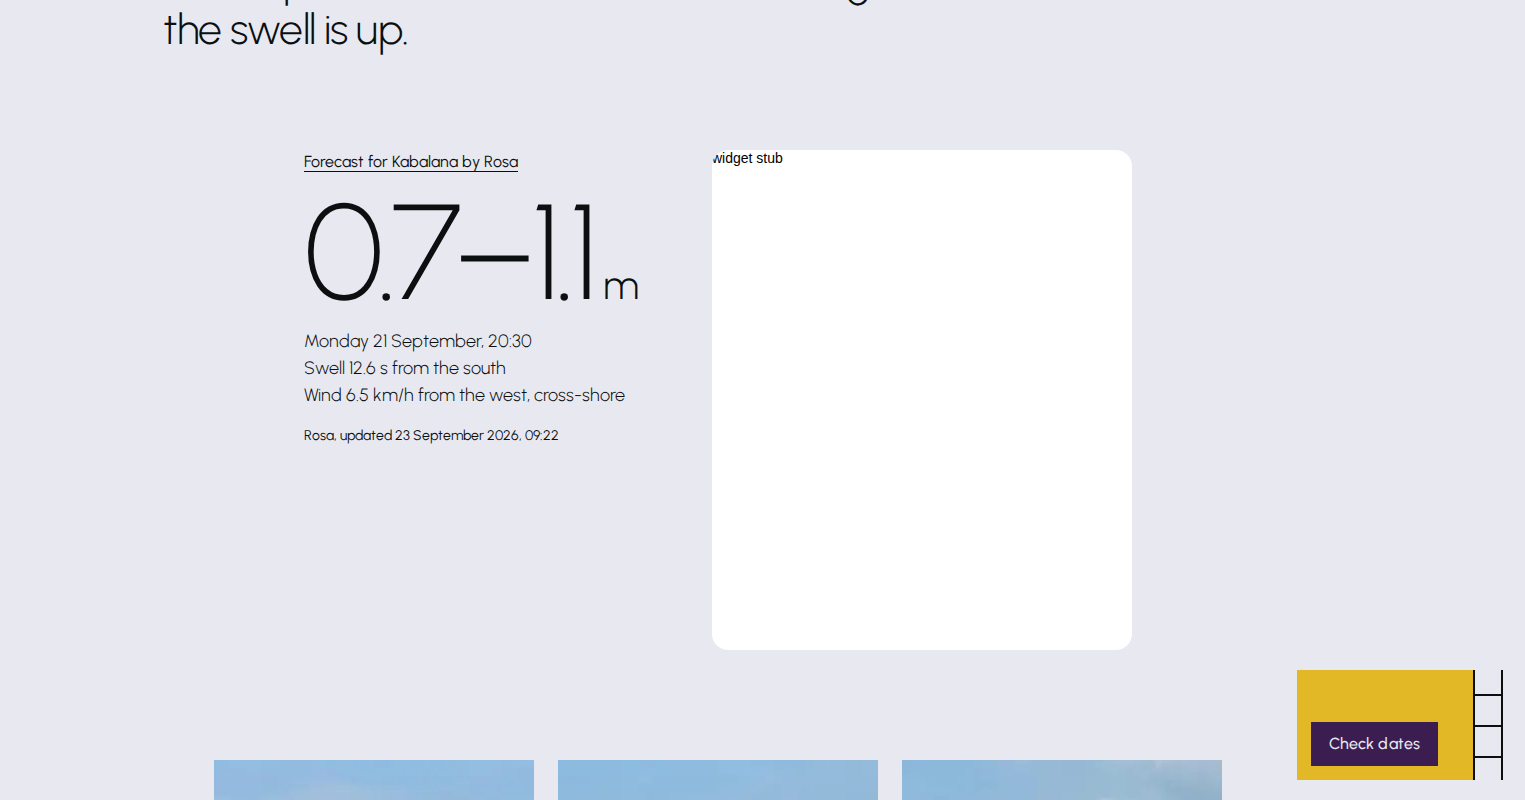 the swell is up.
Forecast for Kabalana by Rosa
0.7–1.1 m
Monday 21 September, 20:30
Swell 12.6 s from the south
Wind 6.5 km/h from the west, cross-shore
Rosa, updated 23 September 2026, 09:22
widget stub
Check dates